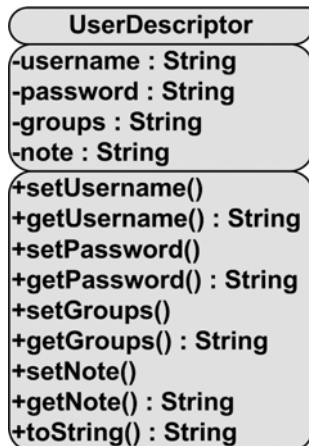 UserDescriptor
-username : String
-password : String
-groups : String
-note : String
+setUsername()
+getUsername() : String
+setPassword()
+getPassword() : String
+setGroups()
+getGroups() : String
+setNote()
+getNote() : String
+toString() : String